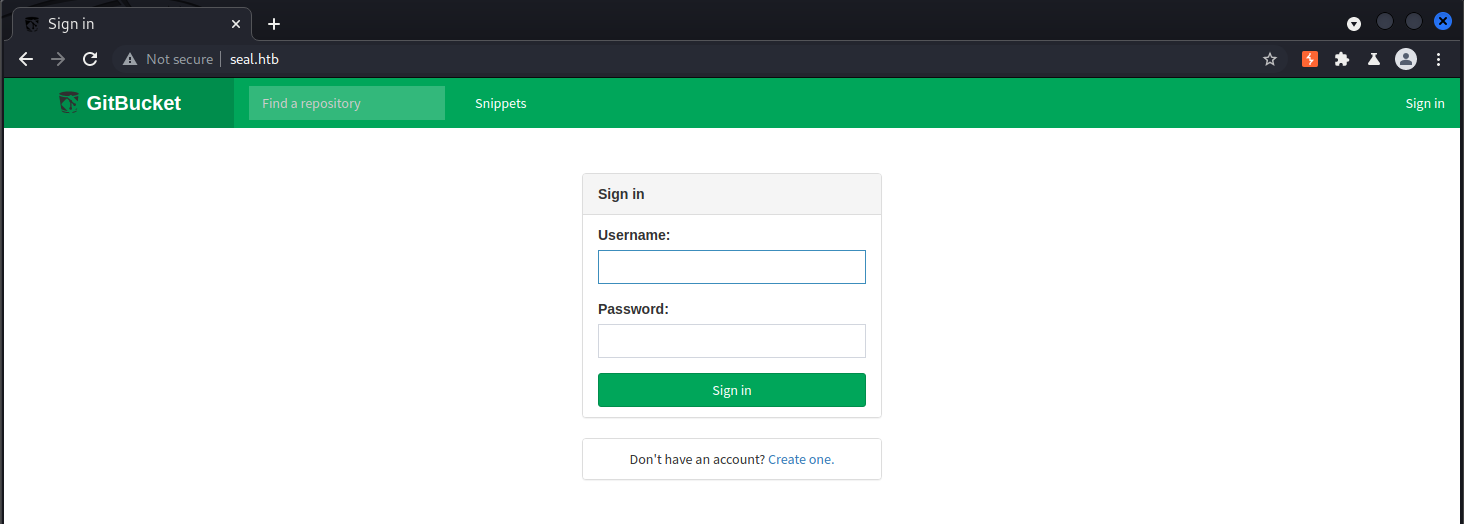 Sign in
Not secure seal.htb
GitBucket Find a repository Snippets Sign in
Sign in
Username:
Password:
Sign in
Don't have an account? Create one.